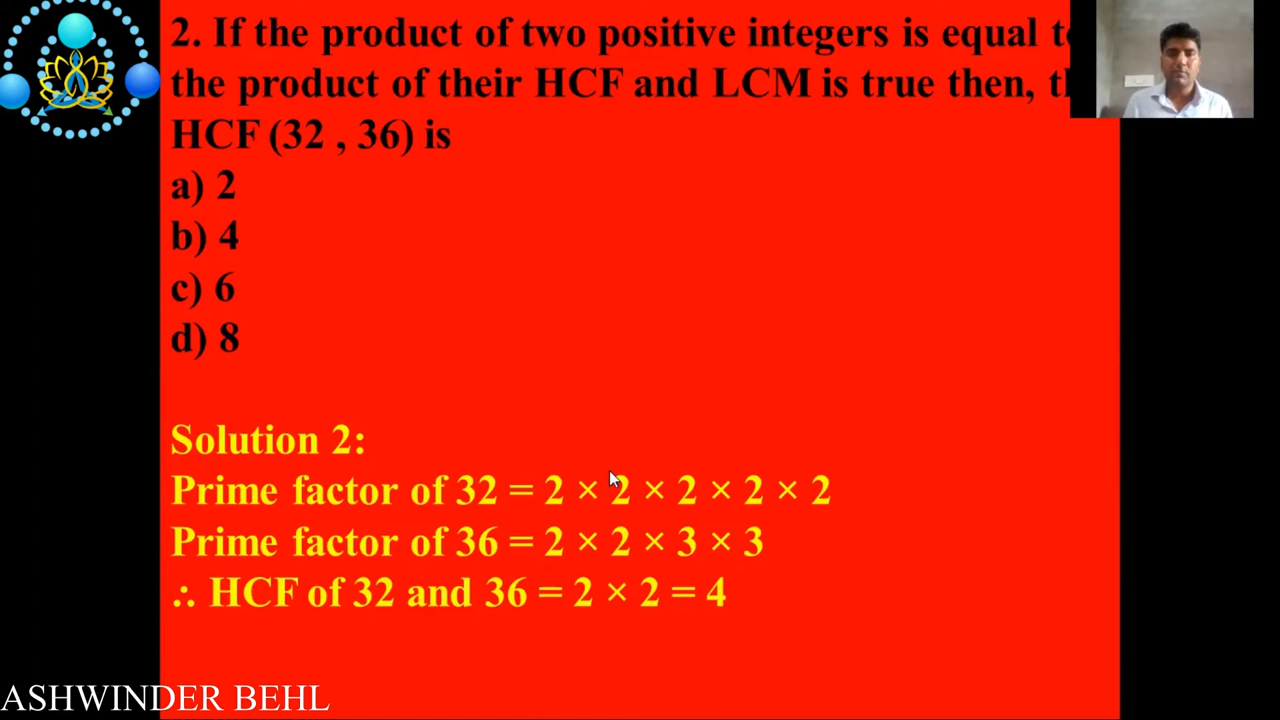 2. If the product of two positive integers is equal
the product of their HCF and LCM is true then,
HCF (32 , 36) is
a) 2
b) 4
c) 6
d) 8
Solution 2:
Prime factor of 32 = 2 × 2 × 2 × 2 × 2
Prime factor of 36 = 2 × 2 × 3 × 3
∴ HCF of 32 and 36 = 2 × 2 = 4
ASHWINDER BEHL